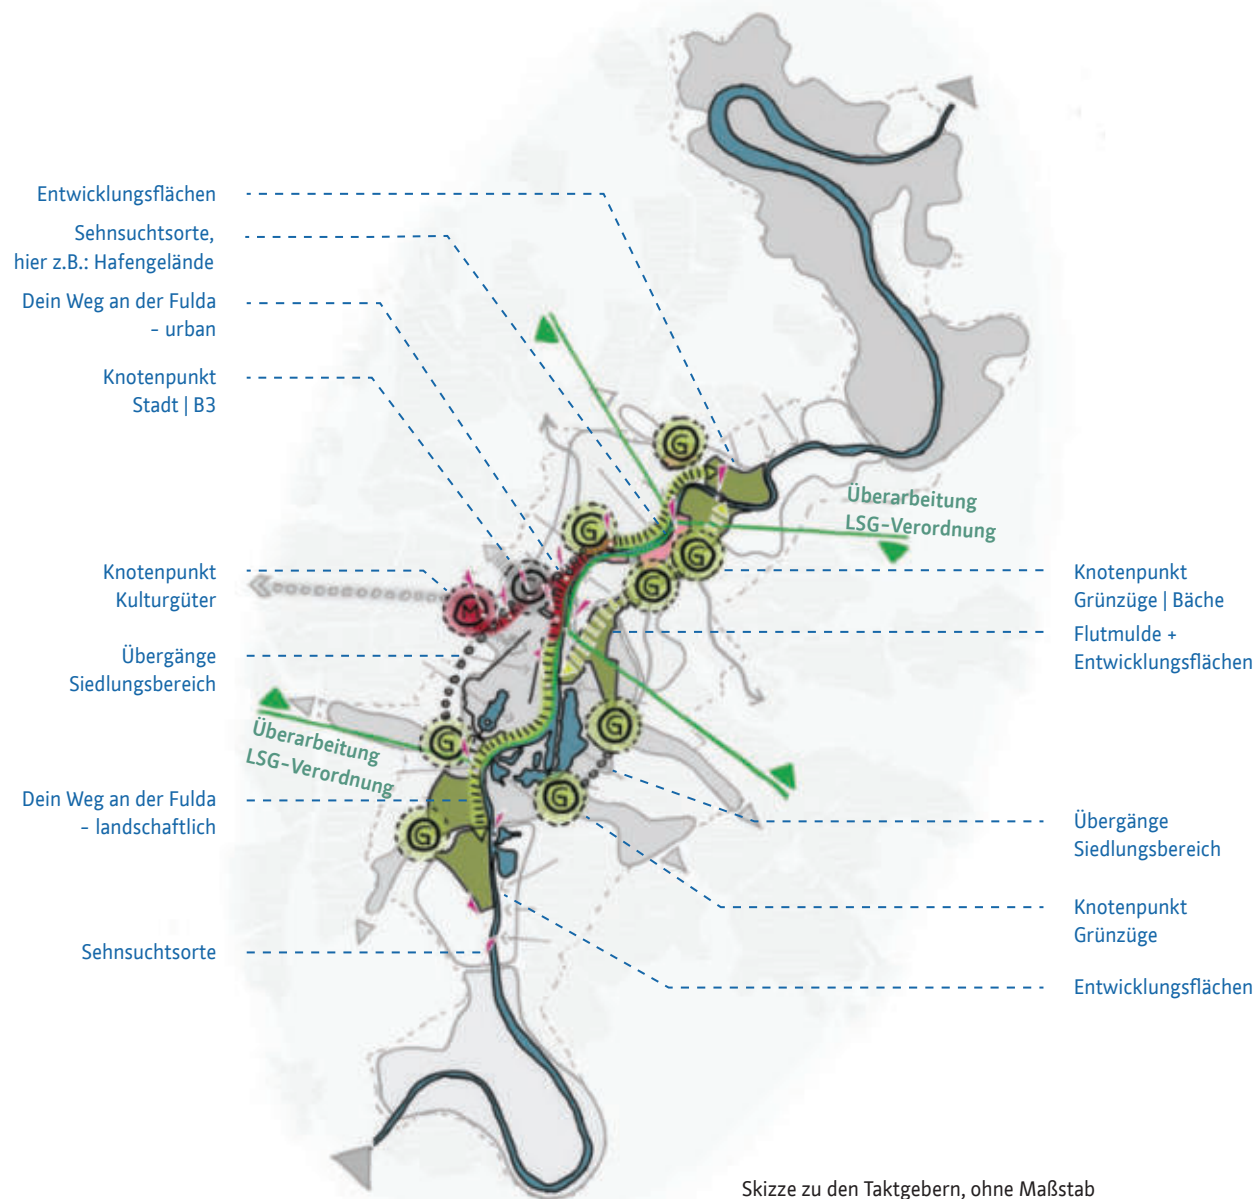 Entwicklungsflächen
Sehnsuchtsorte,
hier z.B.: Hafengelände
Dein Weg an der Fulda
- urban
Knotenpunkt
Stadt | B3
Knotenpunkt
Kulturgüter
Übergänge
Siedlungsbereich
Überarbeitung
LSG-Verordnung
Dein Weg an der Fulda
- landschaftlich
Sehnsuchtsorte
G
G
G
G
M
G
G
G
G
Überarbeitung
LSG-Verordnung
Knotenpunkt
Grünzüge | Bäche
Flutmulde +
Entwicklungsflächen
Übergänge
Siedlungsbereich
Knotenpunkt
Grünzüge
Entwicklungsflächen
Skizze zu den Taktgebern, ohne Maßstab